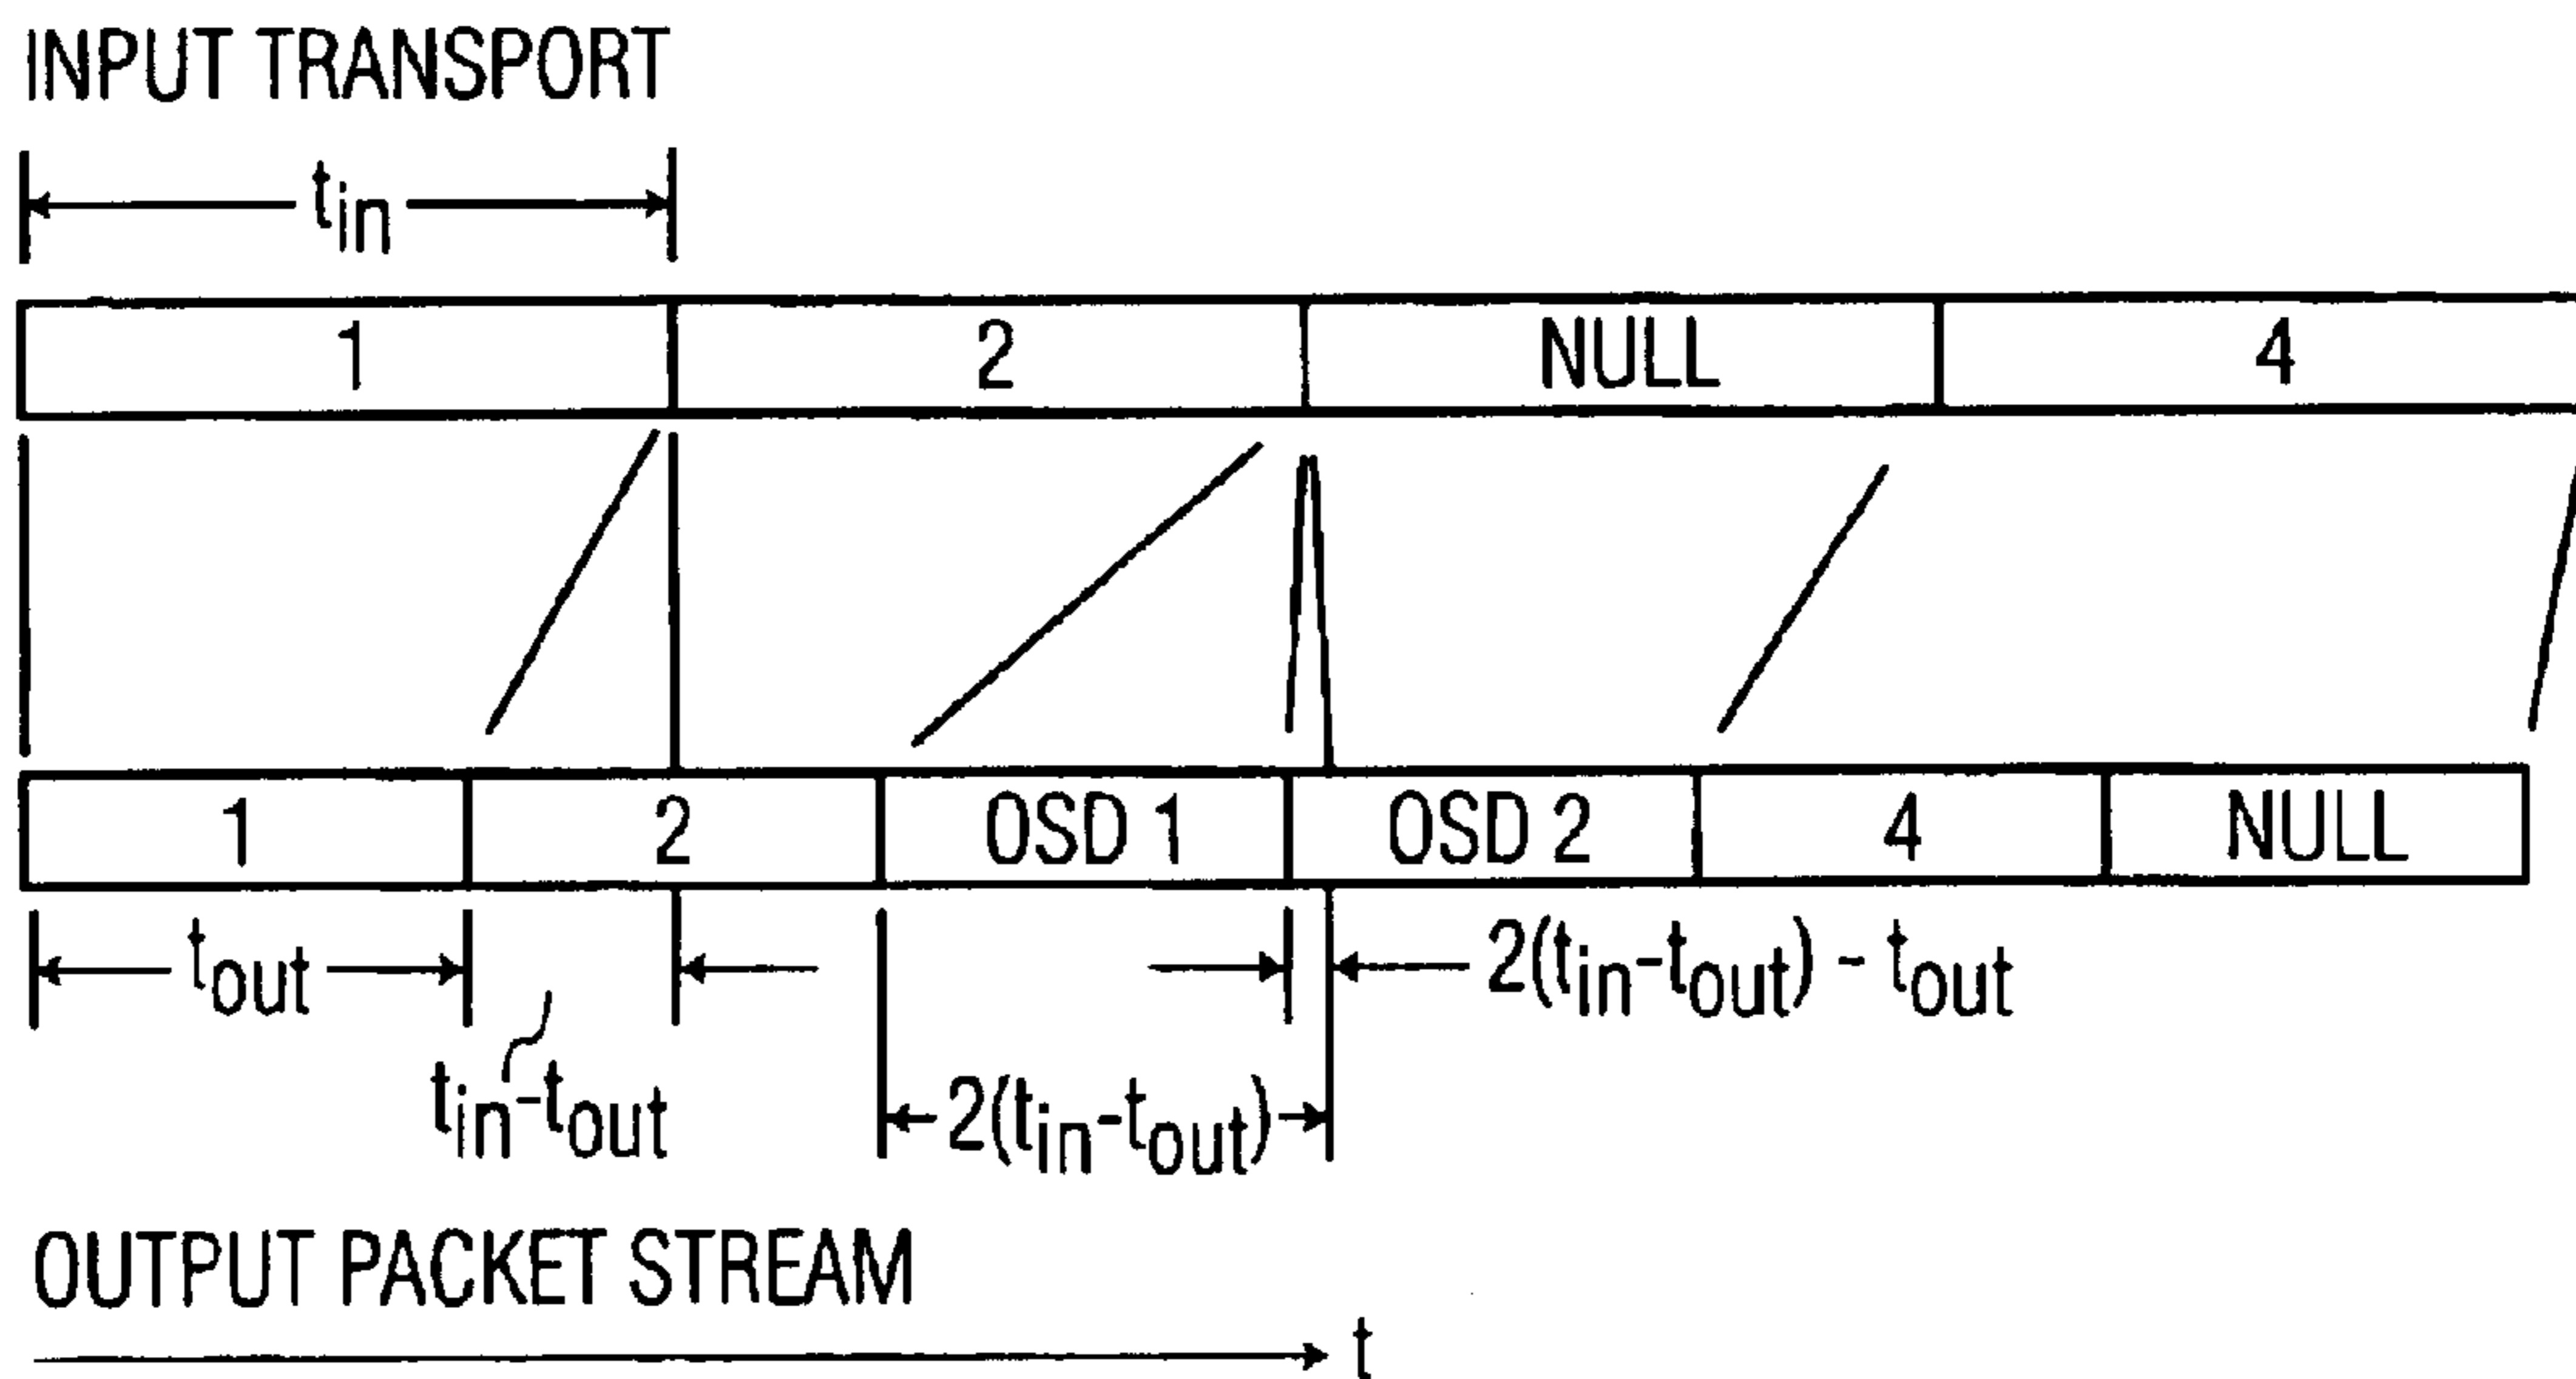 INPUT TRANSPORT
tin
1 2 NULL 4
1 2 OSD 1 OSD 2 4 NULL
tout
2(tin-tout) - tout
tin-tout
2(tin-tout)
OUTPUT PACKET STREAM
t